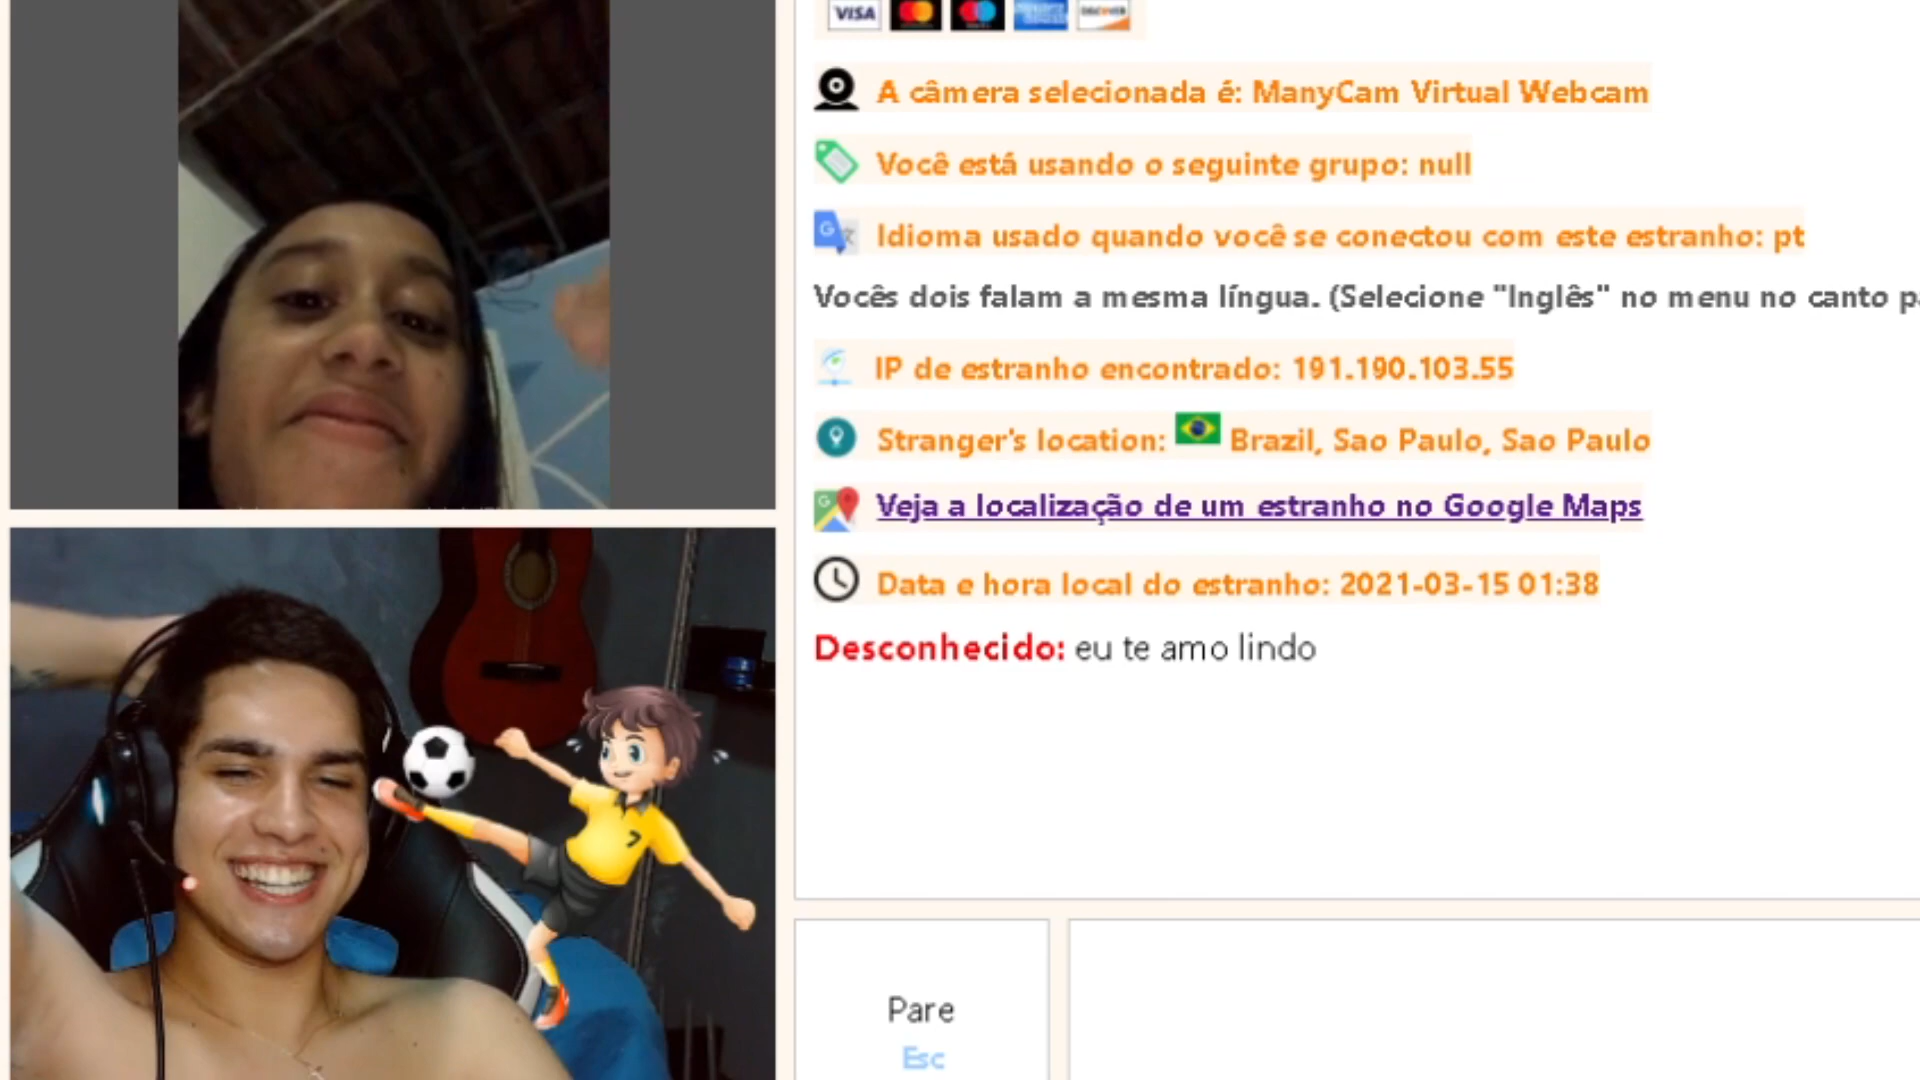 VISA
DISCOVER
A câmera selecionada é: ManyCam Virtual Webcam
Você está usando o seguinte grupo: null
Idioma usado quando você se conectou com este estranho: pt
Vocês dois falam a mesma língua. (Selecione "Inglês" no menu no canto
IP de estranho encontrado: 191.190.103.55
Stranger's location: Brazil, Sao Paulo, Sao Paulo
Veja a localização de um estranho no Google Maps
Data e hora local do estranho: 2021-03-15 01:38
Desconhecido: eu te amo lindo
Pare
Esc